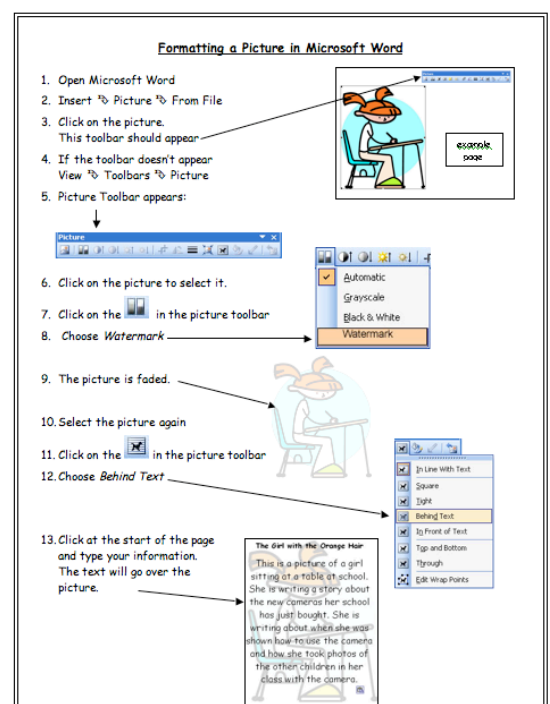 Formatting a Picture in Microsoft Word
1. Open Microsoft Word
2. Insert Picture From File
3. Click on the picture.
This toolbar should appear
4. If the toolbar doesn't appear
View Toolbars Picture
5. Picture Toolbar appears:
example
page
Picture
6. Click on the picture to select it.
7. Click on the in the picture toolbar
8. Choose Watermark
Automatic
Grayscale
Black & White
Watermark
9. The picture is faded.
10. Select the picture again
11. Click on the in the picture toolbar
12. Choose Behind Text
In Line With Text
Square
Tight
Behind Text
In Front of Text
Top and Bottom
Through
Edit Wrap Points
13. Click at the start of the page
and type your information.
The text will go over the
picture.
The Girl with the Orange Hair
This is a picture of a girl
sitting at a table at school.
She is writing a story about
the new cameras her school
has just bought. She is
writing about when she was
shown how to use the camera
and how she took photos of
the other children in her
class with the camera.